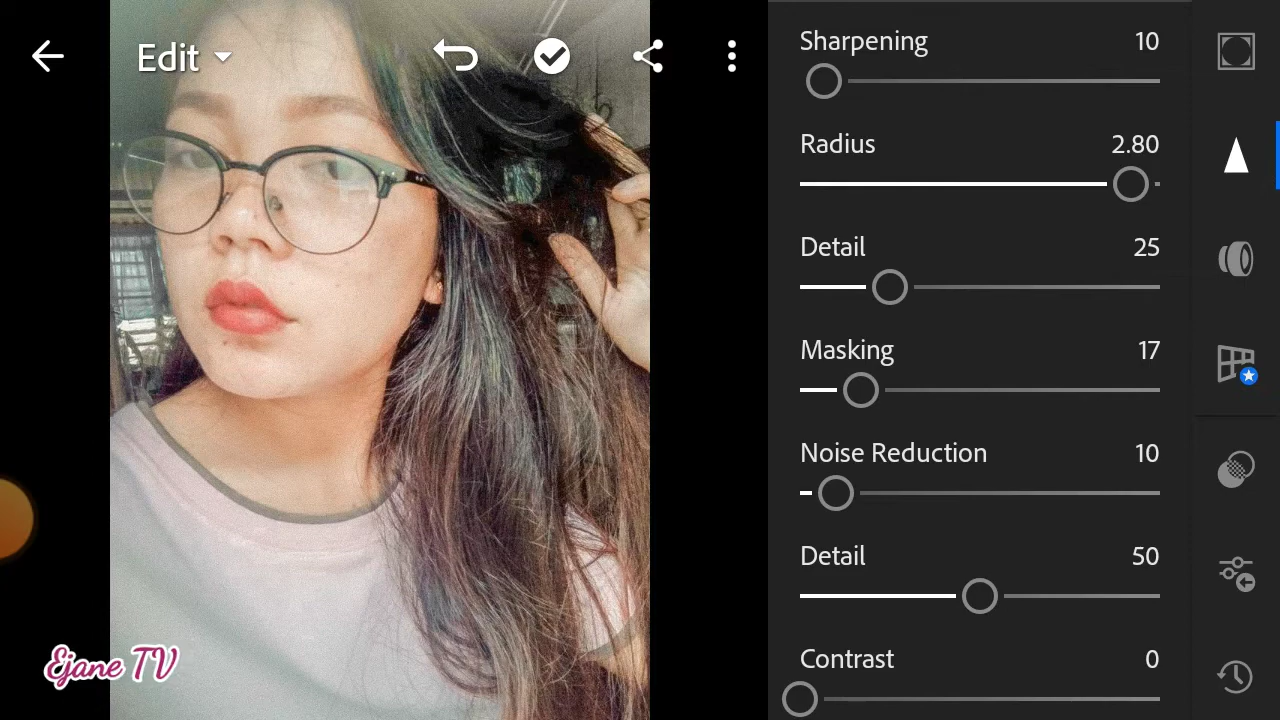 Edit
Sharpening 10
Radius 2.80
Detail 25
Masking 17
Noise Reduction 10
Detail 50
Contrast 0
Ejane TV